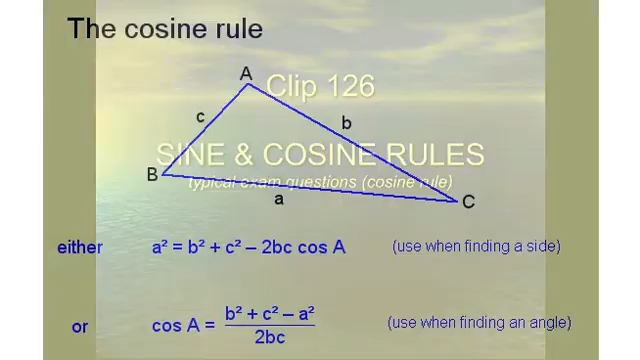 The cosine rule
A
Clip 126
c
b
SINE & COSINE RULES
B
typical exam questions (cosine rule)
a
C
either a² = b² + c² – 2bc cos A (use when finding a side)
or cos A = b² + c² – a² / 2bc (use when finding an angle)